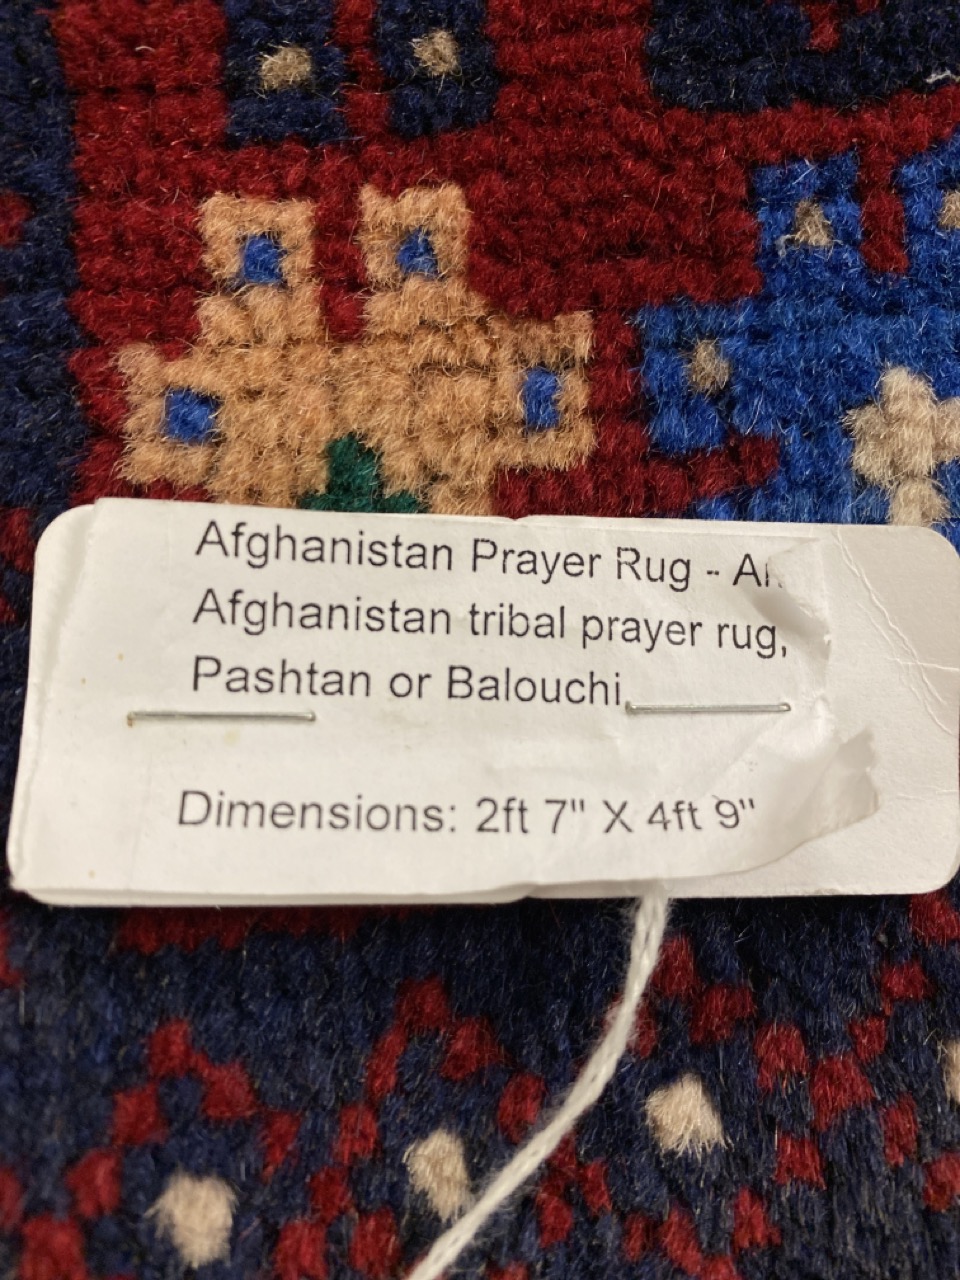 Afghanistan Prayer Rug - 
Afghanistan tribal prayer rug,
Pashtan or Balouchi.
Dimensions: 2ft 7" X 4ft 9"